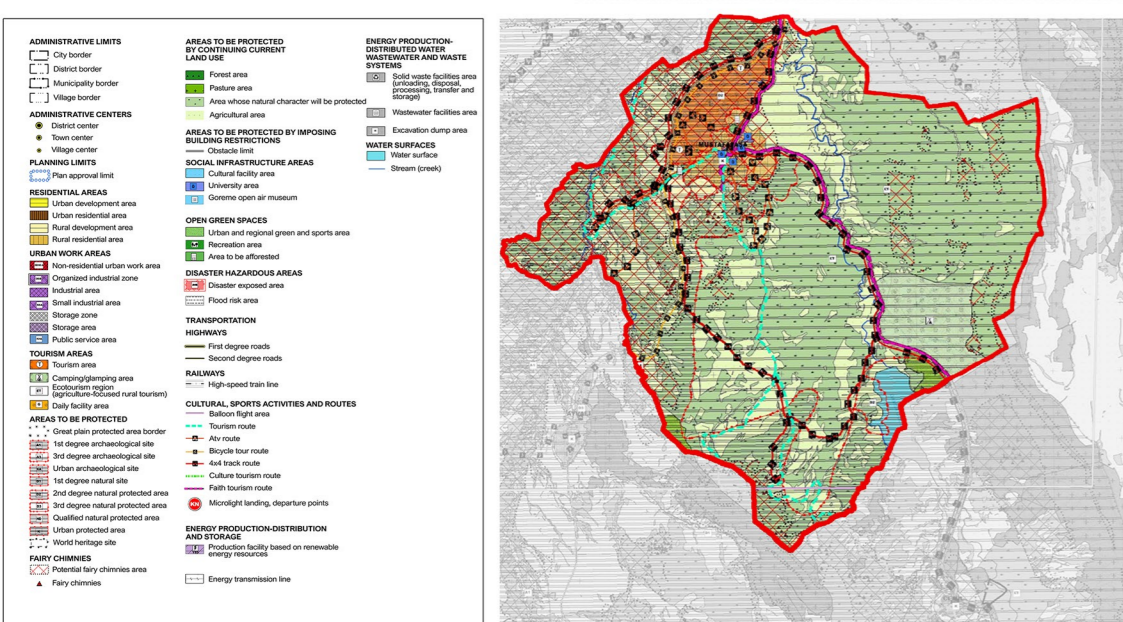 ADMINISTRATIVE LIMITS
City border
District border
Municipality border
Village border
ADMINISTRATIVE CENTERS
District center
Town center
Village center
PLANNING LIMITS
Plan approval limit
RESIDENTIAL AREAS
Urban development area
Urban residential area
Rural development area
Rural residential area
URBAN WORK AREAS
Non-residential urban work area
Organized industrial zone
Industrial area
Small industrial area
Storage zone
Storage area
Public service area
TOURISM AREAS
Tourism area
Camping/glamping area
Ecotourism region
(agriculture-focused rural tourism)
Daily facility area
AREAS TO BE PROTECTED
Great plain protected area border
1st degree archaeological site
3rd degree archaeological site
Urban archaeological site
1st degree natural site
2nd degree natural protected area
3rd degree natural protected area
Qualified natural protected area
Urban protected area
World heritage site
FAIRY CHIMNIES
Potential fairy chimnies area
Fairy chimnies
AREAS TO BE PROTECTED
BY CONTINUING CURRENT
LAND USE
Forest area
Pasture area
Area whose natural character will be protected
Agricultural area
AREAS TO BE PROTECTED BY IMPOSING
BUILDING RESTRICTIONS
Obstacle limit
SOCIAL INFRASTRUCTURE AREAS
Cultural facility area
University area
Goreme open air museum
OPEN GREEN SPACES
Urban and regional green and sports area
Recreation area
Area to be afforested
DISASTER HAZARDOUS AREAS
Disaster exposed area
Flood risk area
TRANSPORTATION
HIGHWAYS
First degree roads
Second degree roads
RAILWAYS
High-speed train line
CULTURAL, SPORTS ACTIVITIES AND ROUTES
Balloon flight area
Tourism route
Atv route
Bicycle tour route
4x4 track route
Culture tourism route
Faith tourism route
KN
Microlight landing, departure points
ENERGY PRODUCTION-DISTRIBUTION
AND STORAGE
Production facility based on renewable
energy resources
Energy transmission line
ENERGY PRODUCTION-
DISTRIBUTED WATER
WASTEWATER AND WASTE
SYSTEMS
Solid waste facilities area
(unloading, disposal,
processing, transfer and
storage)
Wastewater facilities area
Excavation dump area
WATER SURFACES
Water surface
Stream (creek)